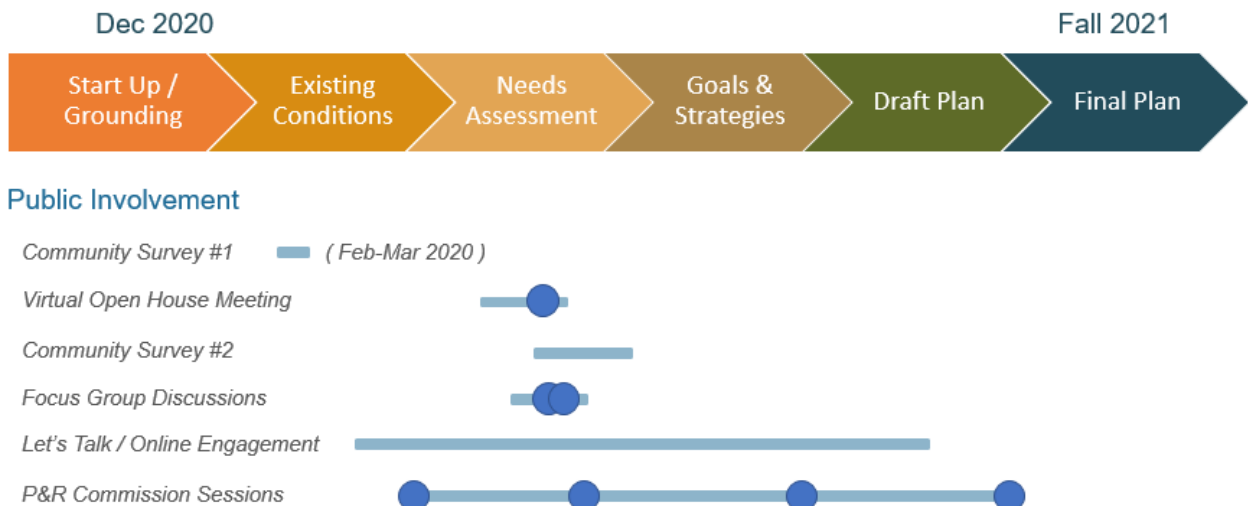 Dec 2020
Fall 2021
Start Up /
Grounding
Existing
Conditions
Needs
Assessment
Goals &
Strategies
Draft Plan
Final Plan
Public Involvement
Community Survey #1 ( Feb-Mar 2020 )
Virtual Open House Meeting
Community Survey #2
Focus Group Discussions
Let's Talk / Online Engagement
P&R Commission Sessions